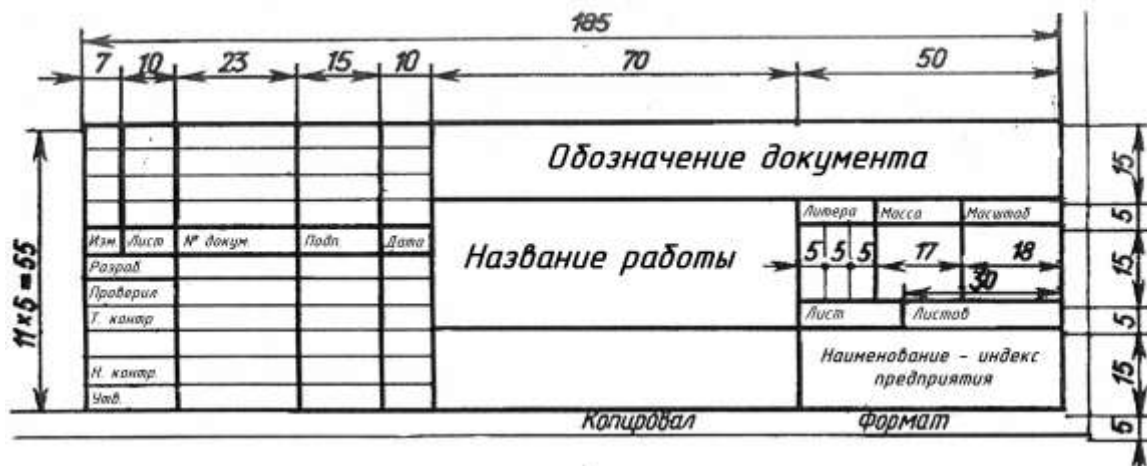 185
7 10 23 15 10 70 50
Обозначение документа
15
Литера Масса Масштаб
5
Изм. Лист № докум. Подп. Дата
Название работы
5 5 5 17 18
15
Разраб.
30
Проверил
Т. контр
Лист Листов
5
11×5=55
Наименование - индекс
предприятия
15
Н. контр.
Утв.
Копировал Формат
5